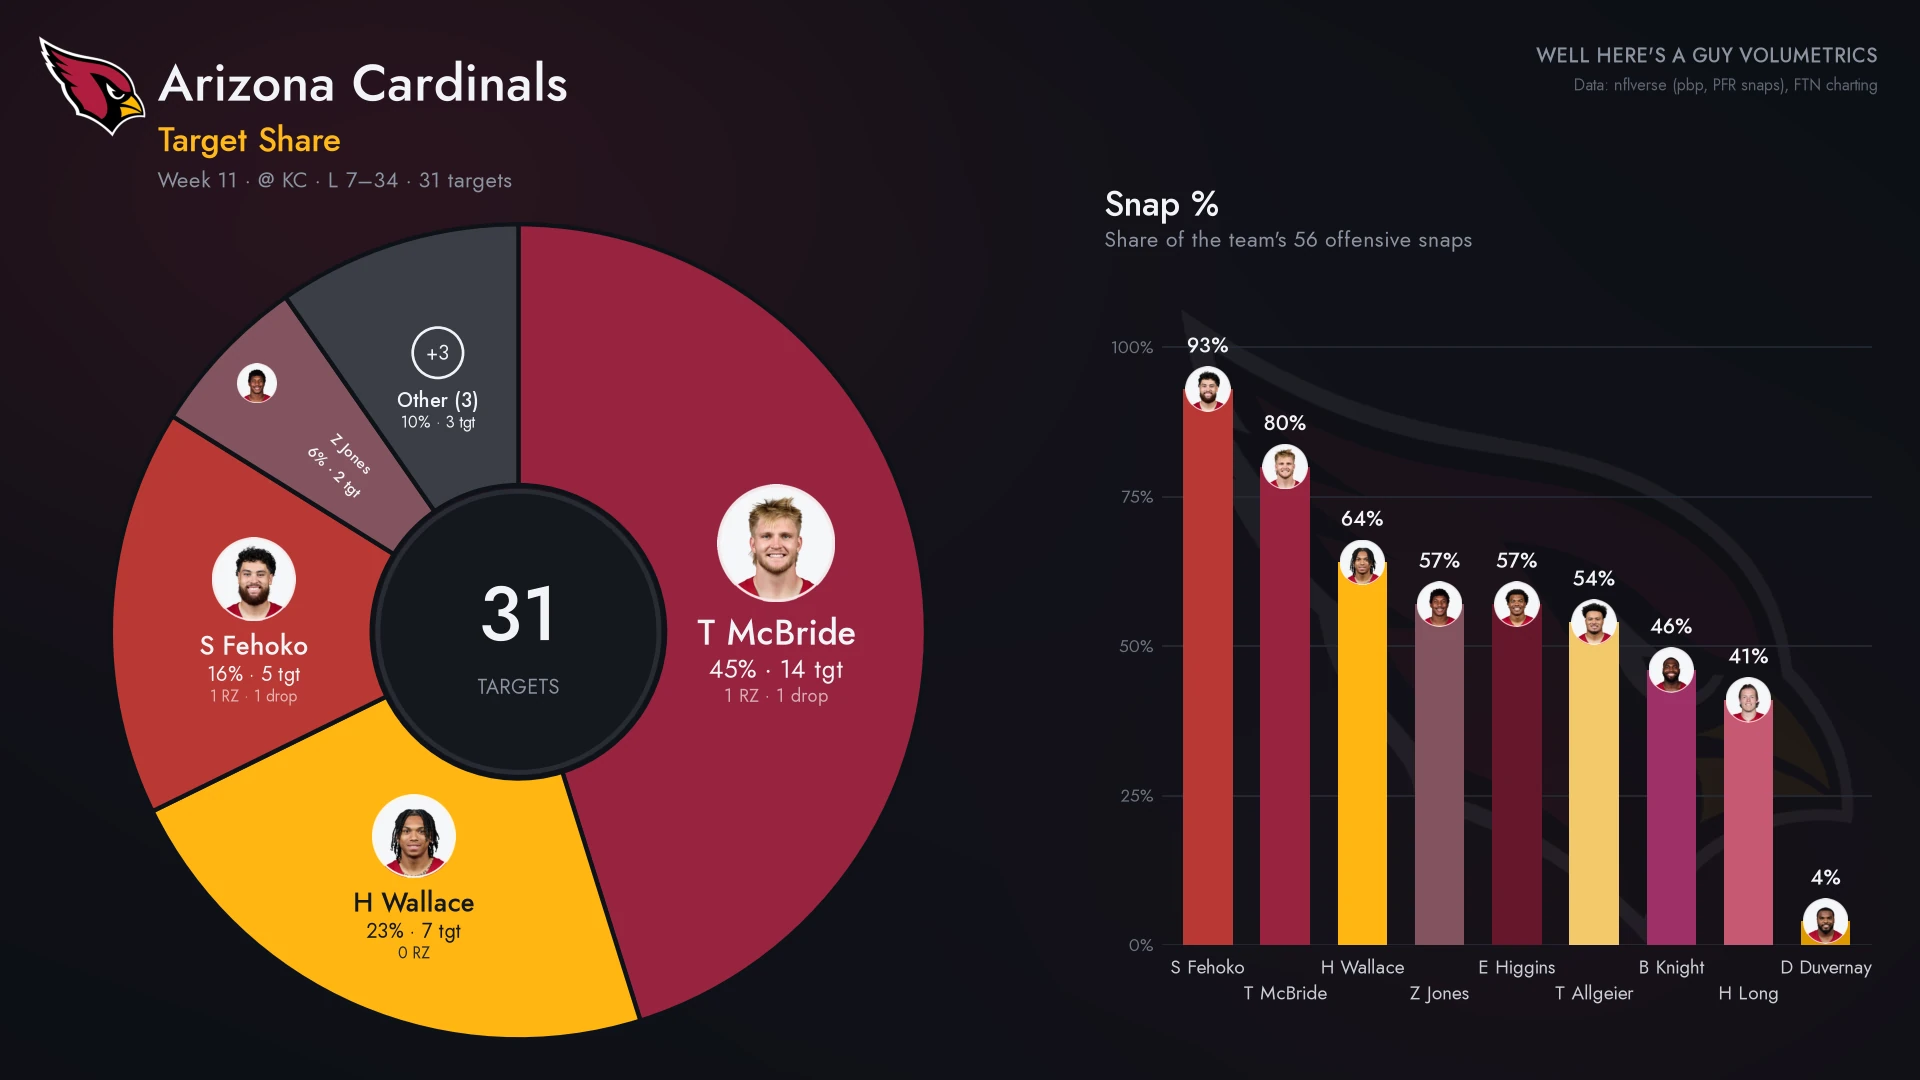 Arizona Cardinals
Target Share
Week 11 · @ KC · L 7–34 · 31 targets
WELL HERE'S A GUY VOLUMETRICS
Data: nflverse (pbp, PFR snaps), FTN charting
+3
Other (3)
10% · 3 tgt
Z Jones
6% · 2 tgt
S Fehoko
16% · 5 tgt
1 RZ · 1 drop
31
TARGETS
T McBride
45% · 14 tgt
1 RZ · 1 drop
H Wallace
23% · 7 tgt
0 RZ
Snap %
Share of the team's 56 offensive snaps
100%
75%
50%
25%
0%
93%
80%
64%
57%
57%
54%
46%
41%
4%
S Fehoko
T McBride
H Wallace
Z Jones
E Higgins
T Allgeier
B Knight
H Long
D Duvernay